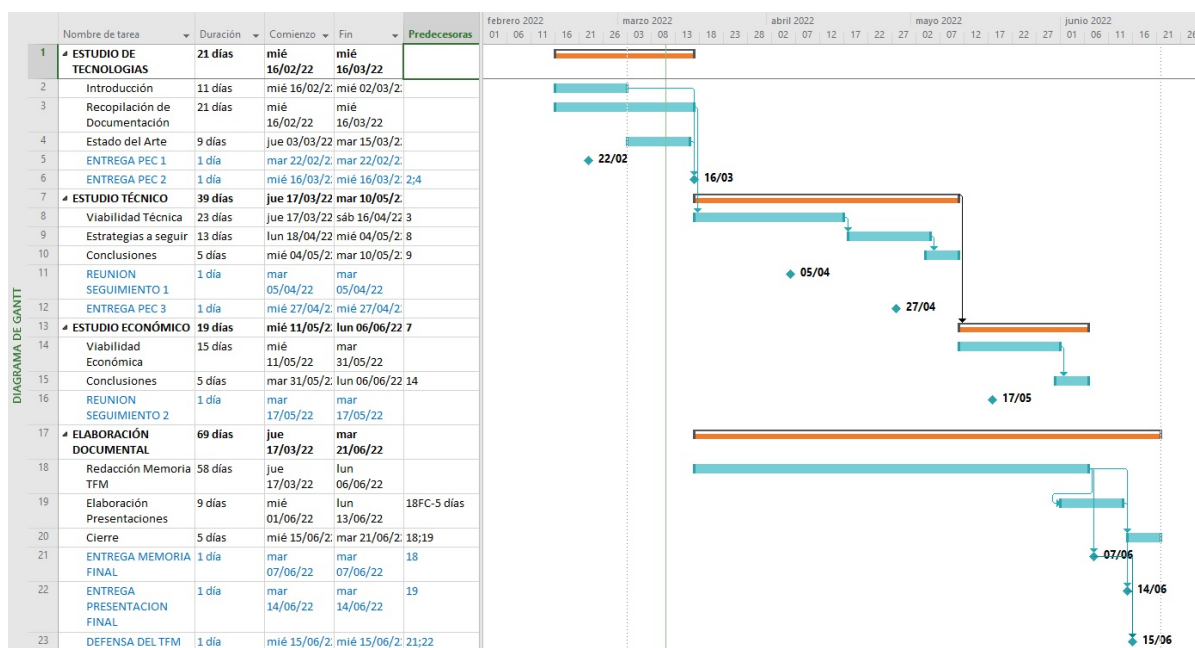 febrero 2022 marzo 2022 abril 2022 mayo 2022 junio 2022
Nombre de tarea Duración Comienzo Fin Predecesoras 01 06 11 16 21 26 03 08 13 18 23 28 02 07 12 17 22 27 02 07 12 17 22 27 01 06 11 16 21 26
1 ESTUDIO DE 21 días mié mié
TECNOLOGIAS 16/02/22 16/03/22
2 Introducción 11 días mié 16/02/2 mié 02/03/2
3 Recopilación de 21 días mié mié
Documentación 16/02/22 16/03/22
4 Estado del Arte 9 días jue 03/03/22 mar 15/03/2
5 ENTREGA PEC 1 1 día mar 22/02/2 mar 22/02/2 22/02
6 ENTREGA PEC 2 1 día mié 16/03/2 mié 16/03/2 2;4 16/03
7 ESTUDIO TÉCNICO 39 días jue 17/03/22 mar 10/05/2
8 Viabilidad Técnica 23 días jue 17/03/22 sáb 16/04/22 3
9 Estrategias a seguir 13 días lun 18/04/22 mié 04/05/2 8
10 Conclusiones 5 días mié 04/05/2 mar 10/05/2 9
11 REUNION 1 día mar mar 05/04
SEGUIMIENTO 1 05/04/22 05/04/22
12 ENTREGA PEC 3 1 día mié 27/04/2 mié 27/04/2 27/04
13 ESTUDIO ECONÓMICO 19 días mié 11/05/2 lun 06/06/22 7
14 Viabilidad 15 días mié mar
Económica 11/05/22 31/05/22
15 Conclusiones 5 días mar 31/05/2 lun 06/06/22 14
16 REUNION 1 día mar mar 17/05
SEGUIMIENTO 2 17/05/22 17/05/22
17 ELABORACIÓN 69 días jue mar
DOCUMENTAL 17/03/22 21/06/22
18 Redacción Memoria 58 días jue lun
TFM 17/03/22 06/06/22
19 Elaboración 9 días mié lun 18FC-5 días
Presentaciones 01/06/22 13/06/22
20 Cierre 5 días mié 15/06/2 mar 21/06/2 18;19
21 ENTREGA MEMORIA 1 día mar mar 18 07/06
FINAL 07/06/22 07/06/22
22 ENTREGA 1 día mar mar 19 14/06
PRESENTACION 14/06/22 14/06/22
FINAL
23 DEFENSA DEL TFM 1 día mié 15/06/2 mié 15/06/2 21;22 15/06
DIAGRAMA DE GANTT